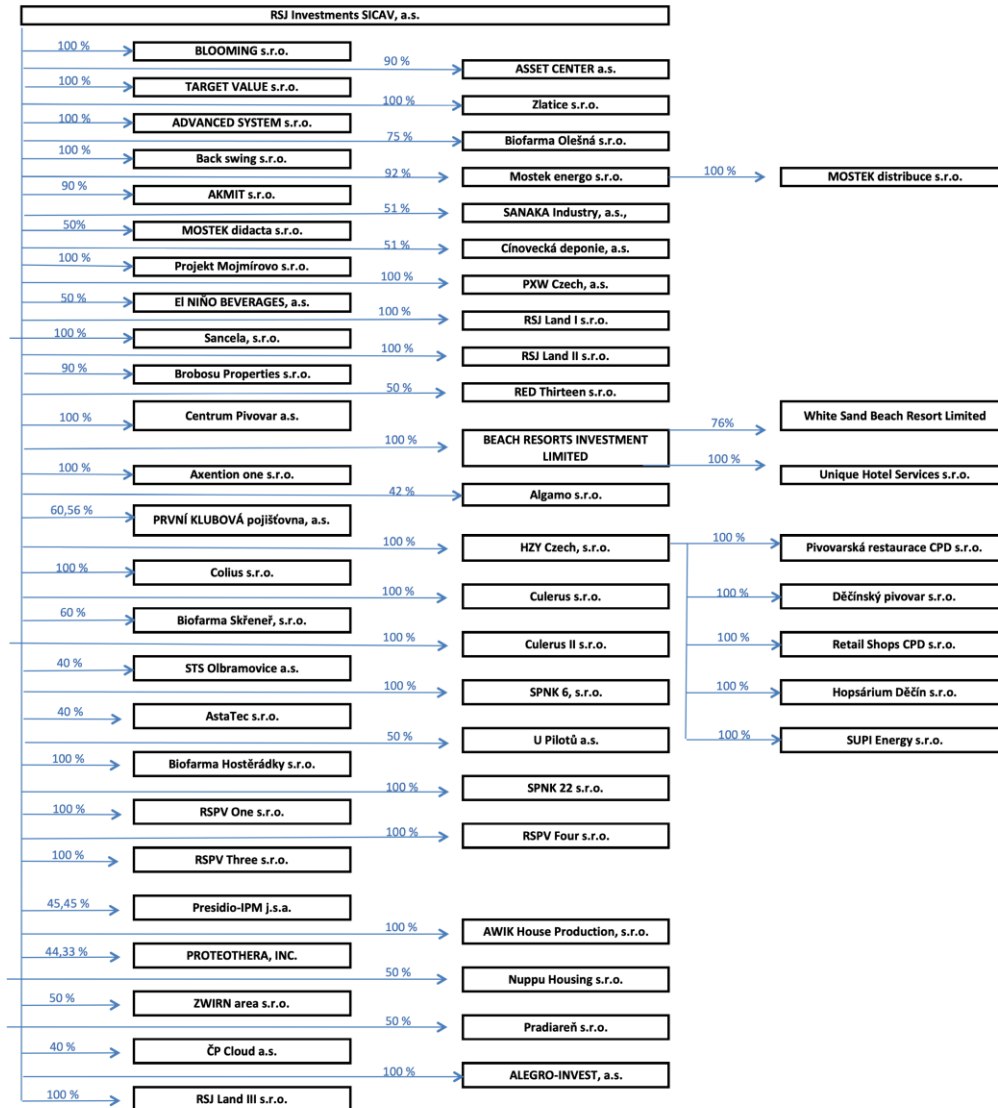 RSJ Investments SICAV, a.s.
100 %
BLOOMING s.r.o.
90 %
ASSET CENTER a.s.
100 %
TARGET VALUE s.r.o.
100 %
Zlatice s.r.o.
100 %
ADVANCED SYSTEM s.r.o.
75 %
Biofarma Olešná s.r.o.
100 %
Back swing s.r.o.
92 %
Mostek energo s.r.o.
100 %
MOSTEK distribuce s.r.o.
90 %
AKMIT s.r.o.
51 %
SANAKA Industry, a.s.,
50%
MOSTEK didacta s.r.o.
51 %
Cínovecká deponie, a.s.
100 %
Projekt Mojmírovo s.r.o.
100 %
PXW Czech, a.s.
50 %
El NIÑO BEVERAGES, a.s.
100 %
RSJ Land I s.r.o.
100 %
Sancela, s.r.o.
100 %
RSJ Land II s.r.o.
90 %
Brobosu Properties s.r.o.
50 %
RED Thirteen s.r.o.
100 %
Centrum Pivovar a.s.
76%
White Sand Beach Resort Limited
100 %
BEACH RESORTS INVESTMENT
LIMITED
100 %
Unique Hotel Services s.r.o.
100 %
Axention one s.r.o.
42 %
Algamo s.r.o.
60,56 %
PRVNÍ KLUBOVÁ pojišťovna, a.s.
100 %
HZY Czech, s.r.o.
100 %
Pivovarská restaurace CPD s.r.o.
100 %
Colius s.r.o.
100 %
Culerus s.r.o.
100 %
Děčínský pivovar s.r.o.
60 %
Biofarma Skřeneř, s.r.o.
100 %
Culerus II s.r.o.
100 %
Retail Shops CPD s.r.o.
40 %
STS Olbramovice a.s.
100 %
SPNK 6, s.r.o.
100 %
Hopsárium Děčín s.r.o.
40 %
AstaTec s.r.o.
50 %
U Pilotů a.s.
100 %
SUPI Energy s.r.o.
100 %
Biofarma Hostěrádky s.r.o.
100 %
SPNK 22 s.r.o.
100 %
RSPV One s.r.o.
100 %
RSPV Four s.r.o.
100 %
RSPV Three s.r.o.
45,45 %
Presidio-IPM j.s.a.
100 %
AWIK House Production, s.r.o.
44,33 %
PROTEOTHERA, INC.
50 %
Nuppu Housing s.r.o.
50 %
ZWIRN area s.r.o.
50 %
Pradiareň s.r.o.
40 %
ČP Cloud a.s.
100 %
ALEGRO-INVEST, a.s.
100 %
RSJ Land III s.r.o.